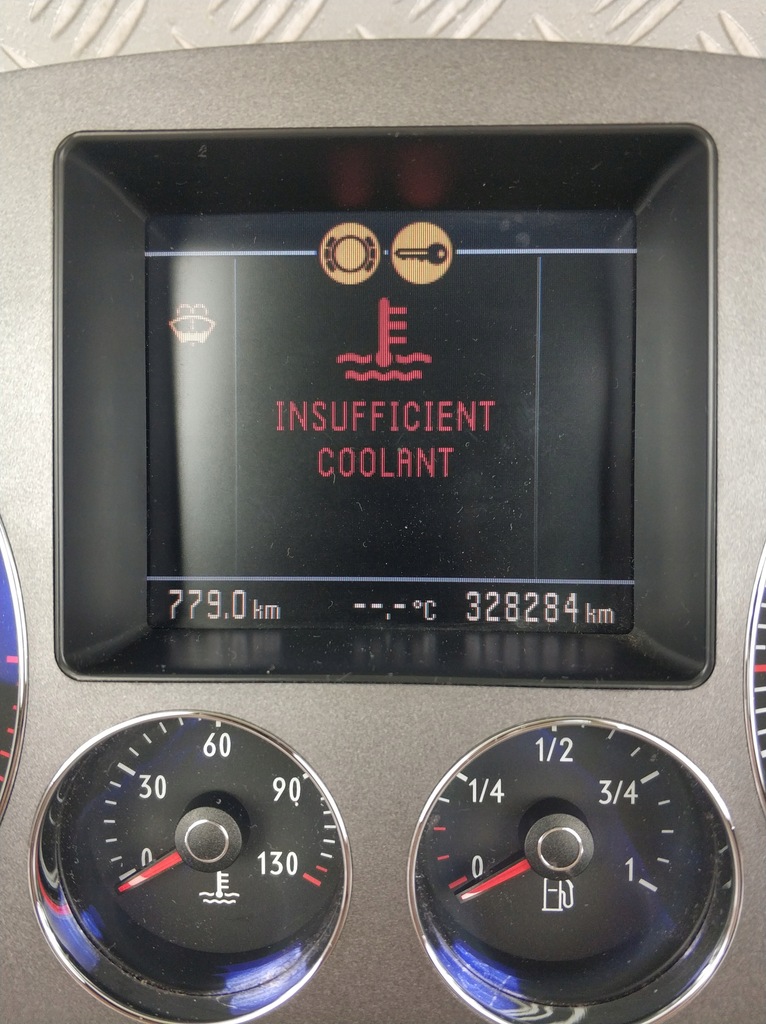 INSUFFICIENT
COOLANT
779.0 km --.- °C 328284 km
0 30 60 90 130
0 1/4 1/2 3/4 1